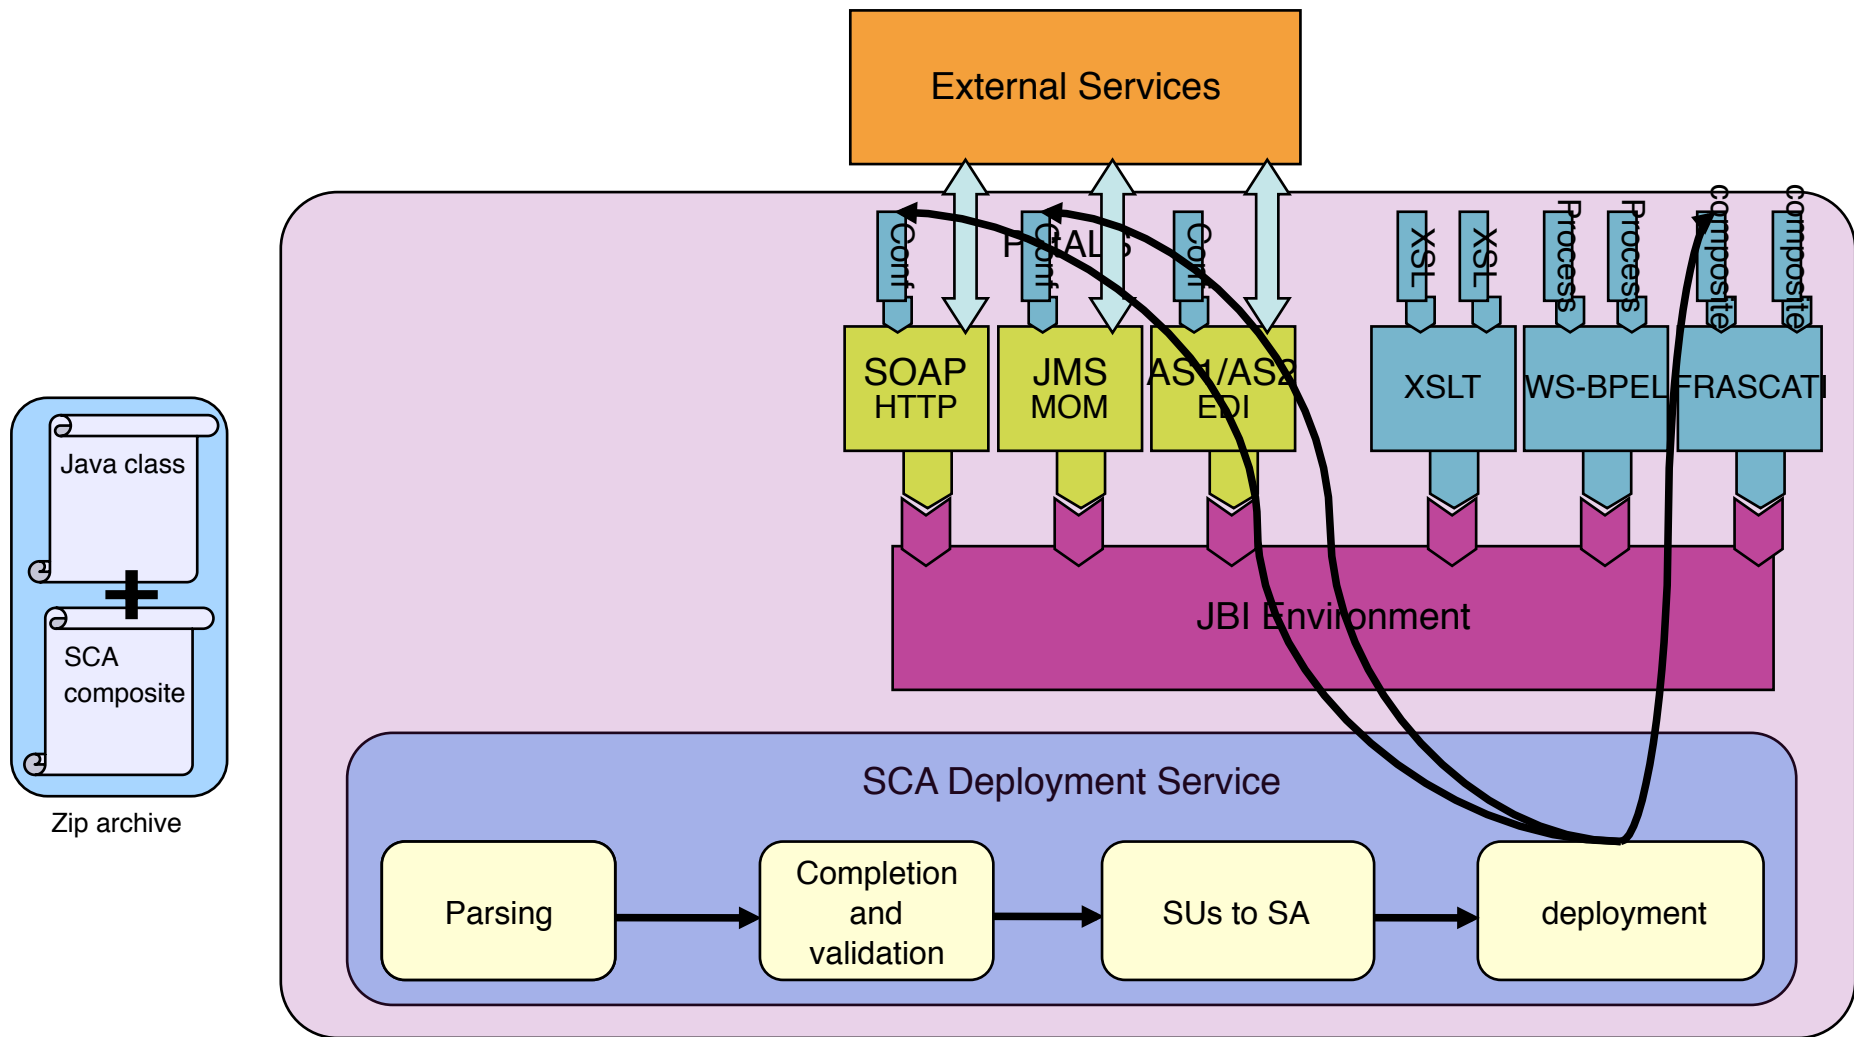 External Services
Conf
Conf
Conf
XSL
XSL
Process
Process
composite
composite
SOAP
HTTP
JMS
MOM
AS1/AS2
EDI
XSLT
WS-BPEL
FRASCATI
Java class
SCA
composite
Zip archive
JBI Environment
SCA Deployment Service
Parsing
Completion
and
validation
SUs to SA
deployment